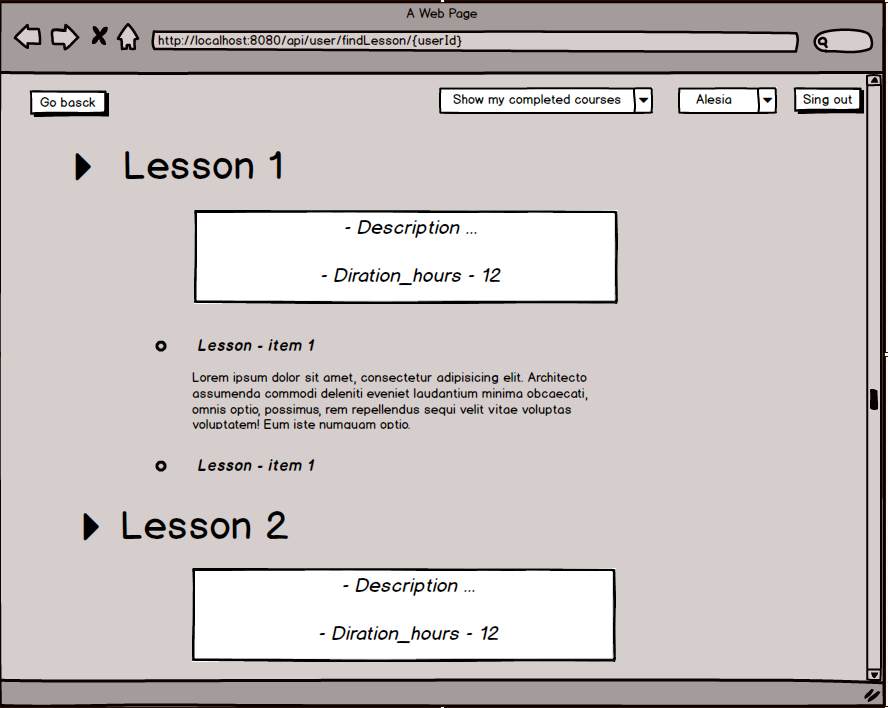 A Web Page
http://localhost:8080/api/user/findLesson/{userId}
Go basck
Show my completed courses
Alesia
Sing out
Lesson 1
- Description ...
- Diration_hours - 12
Lesson - item 1
Lorem ipsum dolor sit amet, consectetur adipisicing elit. Architecto
assumenda commodi deleniti eveniet laudantium minima obcaecati,
omnis optio, possimus, rem repellendus sequi velit vitae voluptas
voluptatem! Eum iste numquam optio.
Lesson - item 1
Lesson 2
- Description ...
- Diration_hours - 12